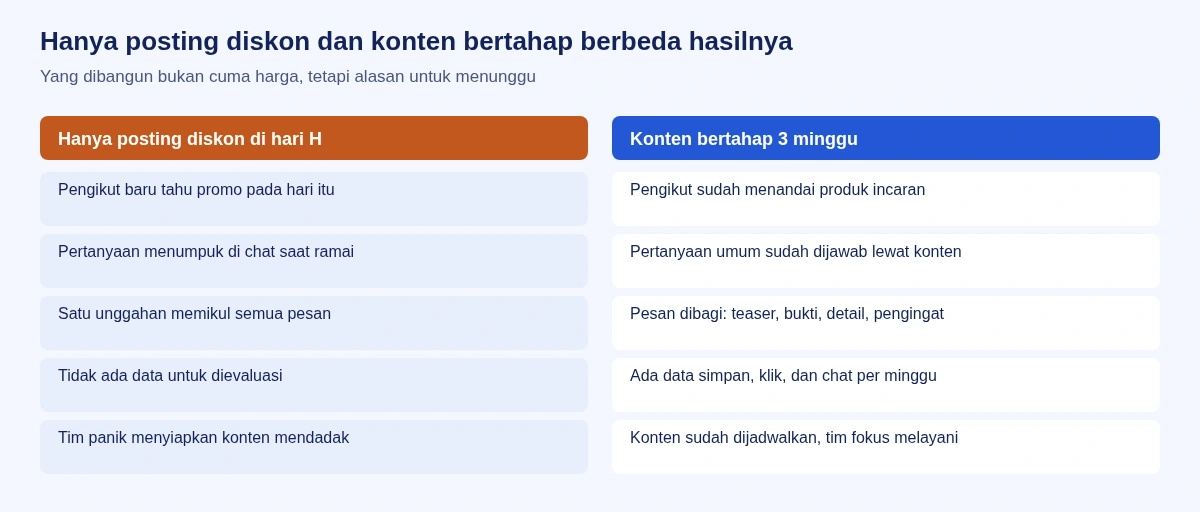 Hanya posting diskon dan konten bertahap berbeda hasilnya
Yang dibangun bukan cuma harga, tetapi alasan untuk menunggu
Hanya posting diskon di hari H
Konten bertahap 3 minggu
Pengikut baru tahu promo pada hari itu
Pengikut sudah menandai produk incaran
Pertanyaan menumpuk di chat saat ramai
Pertanyaan umum sudah dijawab lewat konten
Satu unggahan memikul semua pesan
Pesan dibagi: teaser, bukti, detail, pengingat
Tidak ada data untuk dievaluasi
Ada data simpan, klik, dan chat per minggu
Tim panik menyiapkan konten mendadak
Konten sudah dijadwalkan, tim fokus melayani